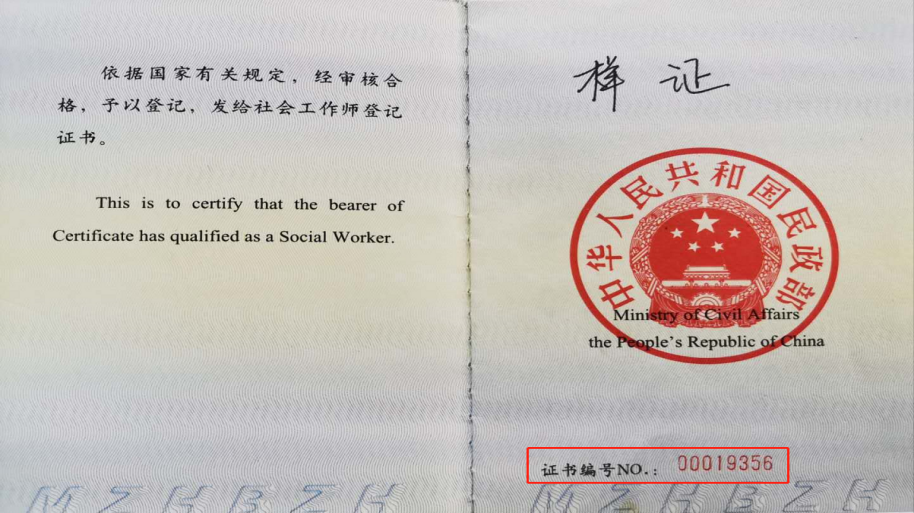 依据国家有关规定，经审核合
格，予以登记，发给社会工作师登记
证书。
This is to certify that the bearer of
Certificate has qualified as a Social Worker.
样 证
中华人民共和国民政部
Ministry of Civil Affairs
the People's Republic of China
证书编号NO.：00019356
MZHBZH
MZHBZH